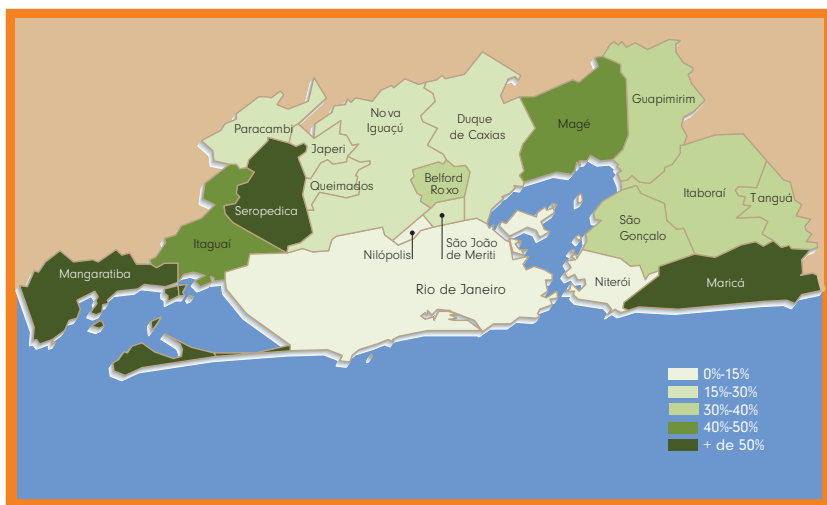 Guapimirim
Nova
Iguaçú
Duque
de Caxias
Magé
Paracambi
Japeri
Queimados
Belford
Roxo
Itaboraí
Tanguá
Seropedica
São
Gonçalo
Itaguaí
Nilópolis
São João
de Meriti
Mangaratiba
Niterói
Maricá
Rio de Janeiro
0%-15%
15%-30%
30%-40%
40%-50%
+ de 50%